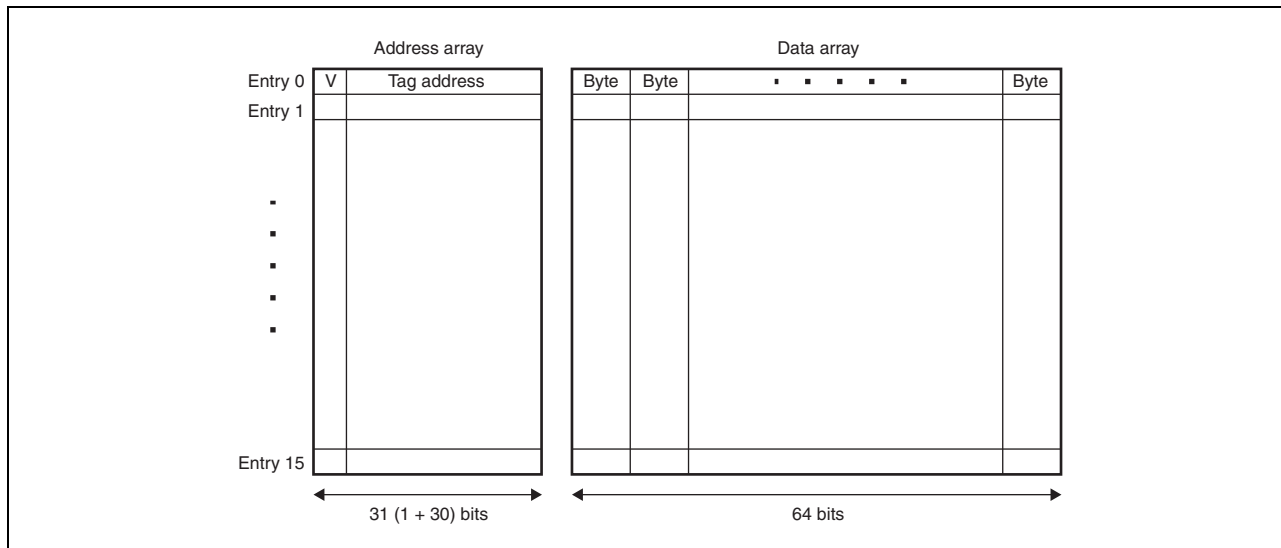 Address array
Data array
Entry 0
V
Tag address
Byte
Byte
Byte
Entry 1
Entry 15
31 (1 + 30) bits
64 bits